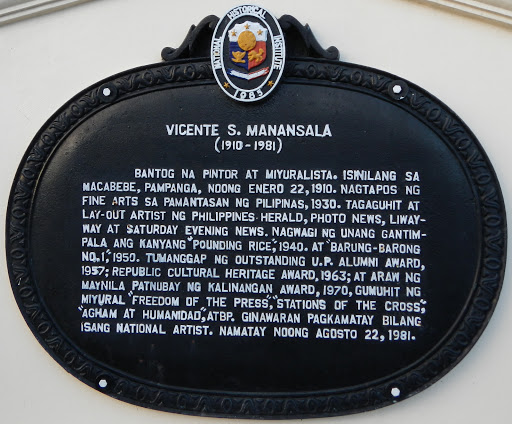 NATIONAL HISTORICAL INSTITUTE
1983
VICENTE S. MANANSALA
(1910-1981)
BANTOG NA PINTOR AT MIYURALISTA. ISINILANG SA
MACABEBE, PAMPANGA, NOONG ENERO 22, 1910. NAGTAPOS NG
FINE ARTS SA PAMANTASAN NG PILIPINAS, 1930. TAGAGUHIT AT
LAY-OUT ARTIST NG PHILIPPINES HERALD, PHOTO NEWS, LIWAY-
WAY AT SATURDAY EVENING NEWS. NAGWAGI NG UNANG GANTIM-
PALA ANG KANYANG "POUNDING RICE," 1940. AT "BARUNG-BARONG
NO. 1," 1950. TUMANGGAP NG OUTSTANDING U.P. ALUMNI AWARD,
1957; REPUBLIC CULTURAL HERITAGE AWARD, 1963; AT ARAW NG
MAYNILA PATNUBAY NG KALINANGAN AWARD, 1970, GUMUHIT NG
MIYURAL "FREEDOM OF THE PRESS," "STATIONS OF THE CROSS,"
"AGHAM AT HUMANIDAD," ATBP. GINAWARAN PAGKAMATAY BILANG
ISANG NATIONAL ARTIST. NAMATAY NOONG AGOSTO 22, 1981.